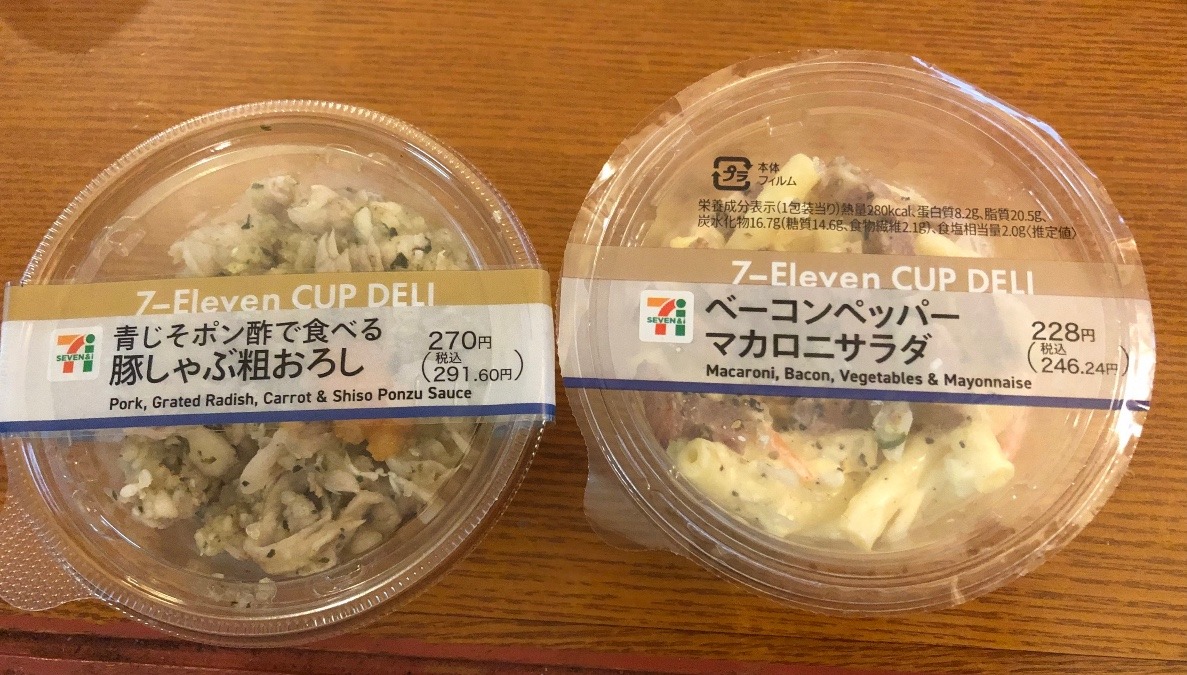 7-Eleven CUP DELI
SEVEN&i
青じそポン酢で食べる
豚しゃぶ粗おろし
270円
(税込
291.60円)
Pork, Grated Radish, Carrot & Shiso Ponzu Sauce
プラ
本体
フィルム
栄養成分表示(1包装当り)熱量280kcal、蛋白質8.2g、脂質20.5g、
炭水化物16.7g(糖質14.6g、食物繊維2.1g)、食塩相当量2.0g〈推定値〉
7-Eleven CUP DELI
SEVEN&i
ベーコンペッパー
マカロニサラダ
228円
(税込
246.24円)
Macaroni, Bacon, Vegetables & Mayonnaise